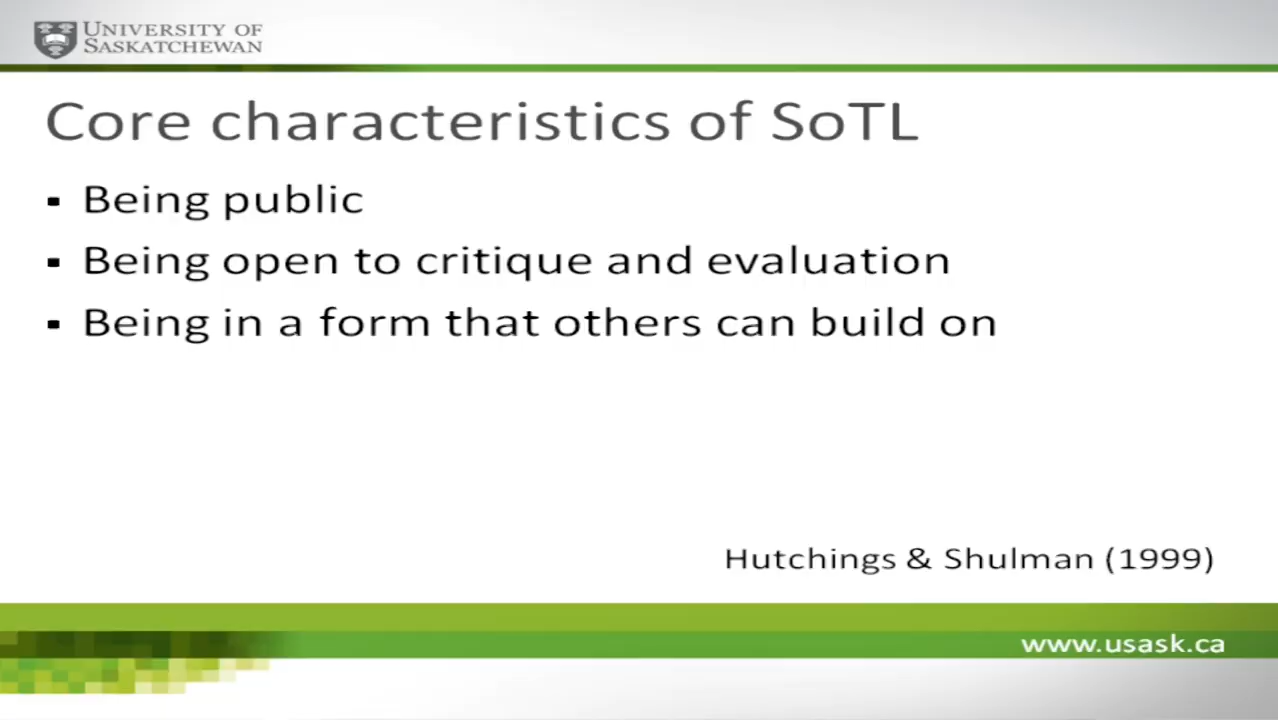 UNIVERSITY OF
SASKATCHEWAN
Core characteristics of SoTL
▪ Being public
▪ Being open to critique and evaluation
▪ Being in a form that others can build on
Hutchings & Shulman (1999)
www.usask.ca